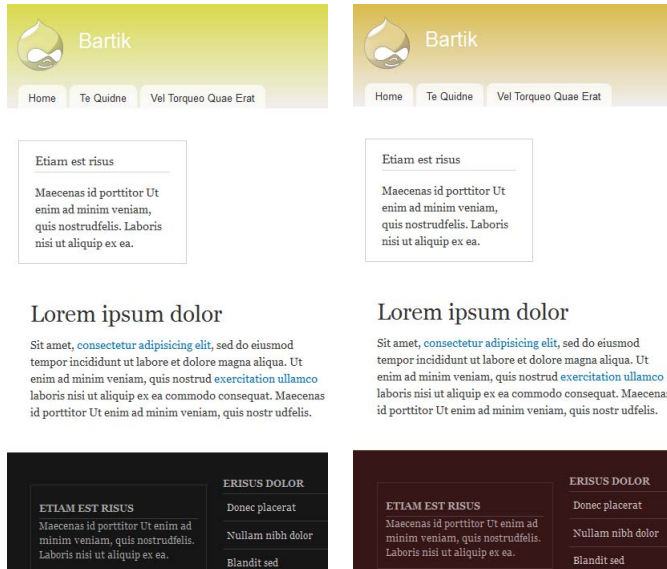 Bartik
Home Te Quidne Vel Torqueo Quae Erat
Etiam est risus
Maecenas id porttitor Ut
enim ad minim veniam,
quis nostrudfelis. Laboris
nisi ut aliquip ex ea.
Lorem ipsum dolor
Sit amet, consectetur adipisicing elit, sed do eiusmod
tempor incididunt ut labore et dolore magna aliqua. Ut
enim ad minim veniam, quis nostrud exercitation ullamco
laboris nisi ut aliquip ex ea commodo consequat. Maecenas
id porttitor Ut enim ad minim veniam, quis nostr udfelis.
ETIAM EST RISUS
Maecenas id porttitor Ut enim ad
minim veniam, quis nostrudfelis.
Laboris nisi ut aliquip ex ea.
ERISUS DOLOR
Donec placerat
Nullam nibh dolor
Blandit sed
Bartik
Home Te Quidne Vel Torqueo Quae Erat
Etiam est risus
Maecenas id porttitor Ut
enim ad minim veniam,
quis nostrudfelis. Laboris
nisi ut aliquip ex ea.
Lorem ipsum dolor
Sit amet, consectetur adipisicing elit, sed do eiusmod
tempor incididunt ut labore et dolore magna aliqua. Ut
enim ad minim veniam, quis nostrud exercitation ullamco
laboris nisi ut aliquip ex ea commodo consequat. Maecenas
id porttitor Ut enim ad minim veniam, quis nostr udfelis.
ETIAM EST RISUS
Maecenas id porttitor Ut enim ad
minim veniam, quis nostrudfelis.
Laboris nisi ut aliquip ex ea.
ERISUS DOLOR
Donec placerat
Nullam nibh dolor
Blandit sed